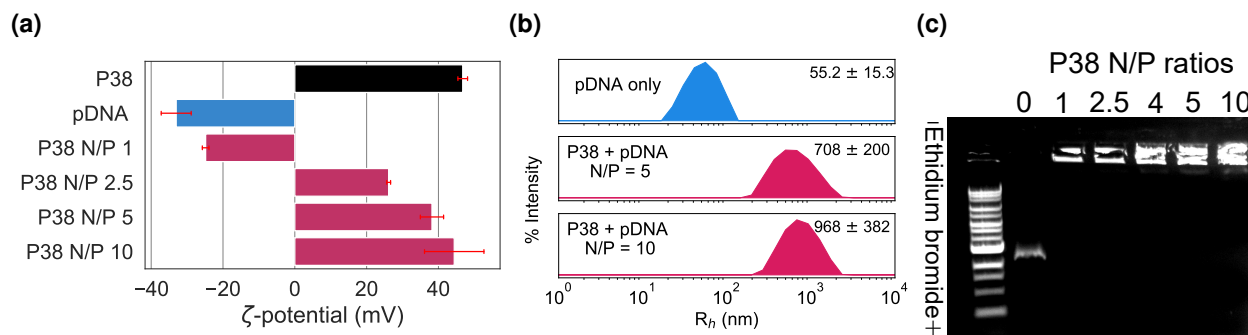 (a)
P38
pDNA
P38 N/P 1
P38 N/P 2.5
P38 N/P 5
P38 N/P 10
−40 −20 0 20 40
ζ-potential (mV)
(b)
pDNA only
55.2 ± 15.3
P38 + pDNA
N/P = 5
708 ± 200
P38 + pDNA
N/P = 10
968 ± 382
% Intensity
10^0 10^1 10^2 10^3 10^4
R_h (nm)
(c)
P38 N/P ratios
0 1 2.5 4 5 10
−Ethidium bromide+